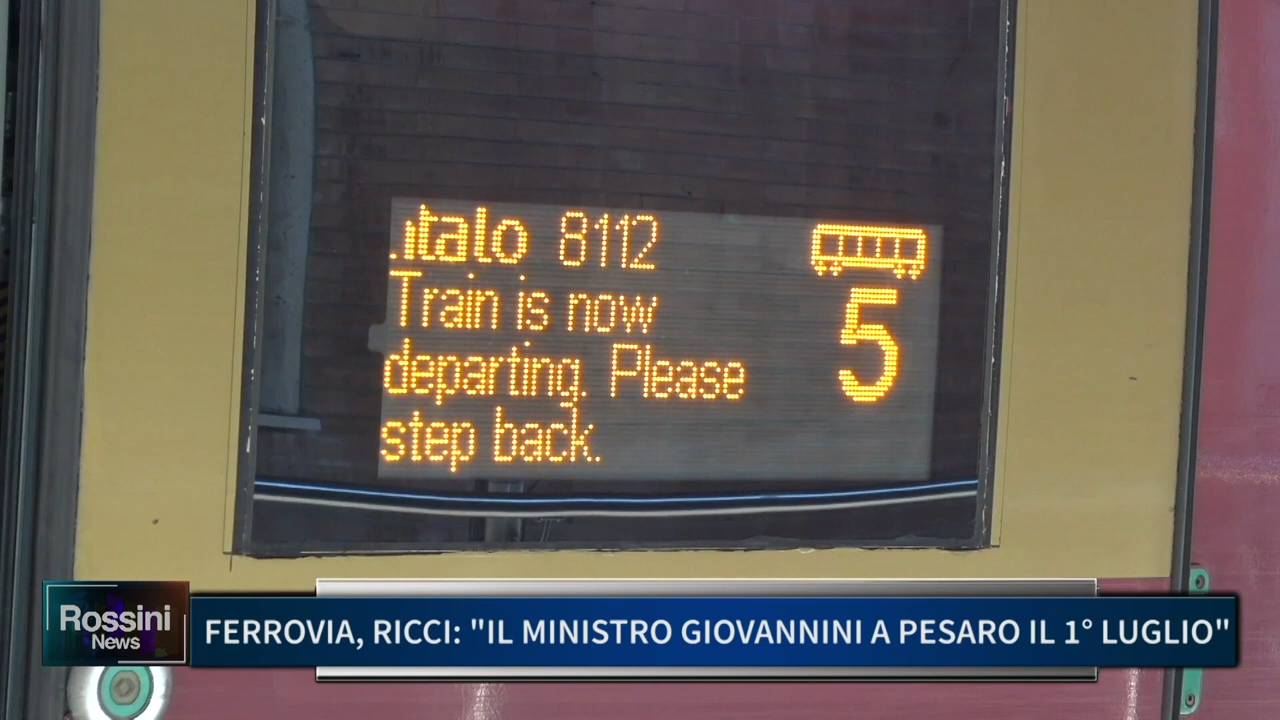 .italo 8112
5
Train is now
departing. Please
step back.
Rossini
News
FERROVIA, RICCI: "IL MINISTRO GIOVANNINI A PESARO IL 1° LUGLIO"